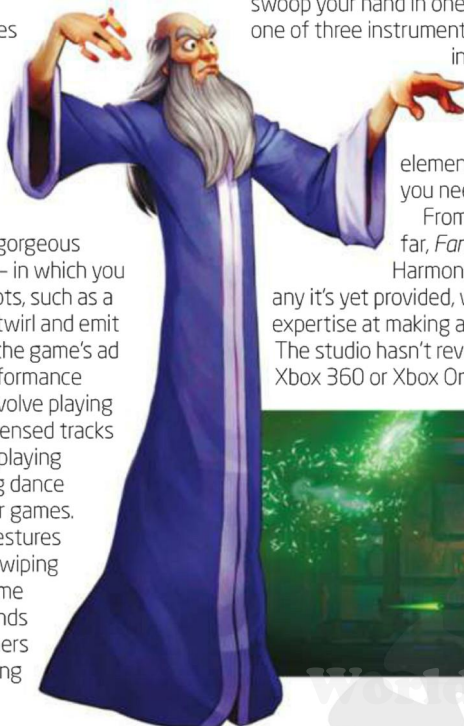 es
gorgeous
– in which you
ots, such as a
twirl and emit
the game's ad
formance
volve playing
ensed tracks
playing
g dance
r games.
estures
wiping
me
nds
ers
ng
swoop your hand in one
one of three instrument
in
elemen
you nee
From
far, Far
Harmon
any it's yet provided, v
expertise at making a
The studio hasn't rev
Xbox 360 or Xbox On
World